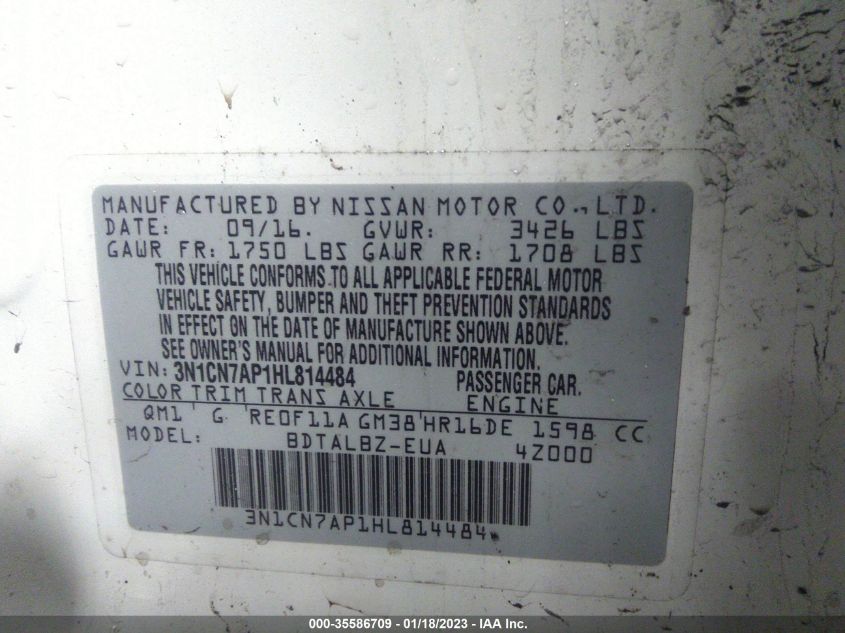 MANUFACTURED BY NISSAN MOTOR CO., LTD.
DATE: 09/16. GVWR: 3426 LBS
GAWR FR: 1750 LBS GAWR RR: 1708 LBS
THIS VEHICLE CONFORMS TO ALL APPLICABLE FEDERAL MOTOR
VEHICLE SAFETY, BUMPER AND THEFT PREVENTION STANDARDS
IN EFFECT ON THE DATE OF MANUFACTURE SHOWN ABOVE.
SEE OWNER'S MANUAL FOR ADDITIONAL INFORMATION.
VIN: 3N1CN7AP1HL814484 PASSENGER CAR.
COLOR TRIM TRANS AXLE ENGINE
QM1 G RE0F11A GM38 HR16DE 1598 CC
MODEL: BDTALBZ-EUA 4Z000
3N1CN7AP1HL814484
000-35586709 - 01/18/2023 - IAA Inc.